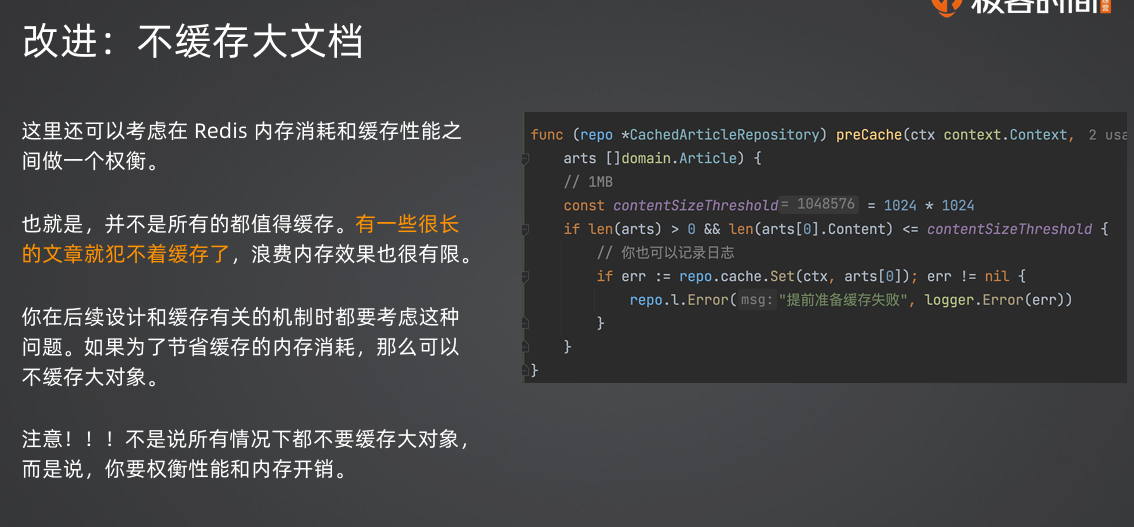 极客时间
改进：不缓存大文档
这里还可以考虑在 Redis 内存消耗和缓存性能之
间做一个权衡。
也就是，并不是所有的都值得缓存。有一些很长
的文章就犯不着缓存了，浪费内存效果也很有限。
你在后续设计和缓存有关的机制时都要考虑这种
问题。如果为了节省缓存的内存消耗，那么可以
不缓存大对象。
注意！！！不是说所有情况下都不要缓存大对象，
而是说，你要权衡性能和内存开销。
func (repo *CachedArticleRepository) preCache(ctx context.Context, 2 usa
arts []domain.Article) {
// 1MB
const contentSizeThreshold = 1048576 = 1024 * 1024
if len(arts) > 0 && len(arts[0].Content) <= contentSizeThreshold {
// 你也可以记录日志
if err := repo.cache.Set(ctx, arts[0]); err != nil {
repo.l.Error( msg: "提前准备缓存失败", logger.Error(err))
}
}
}